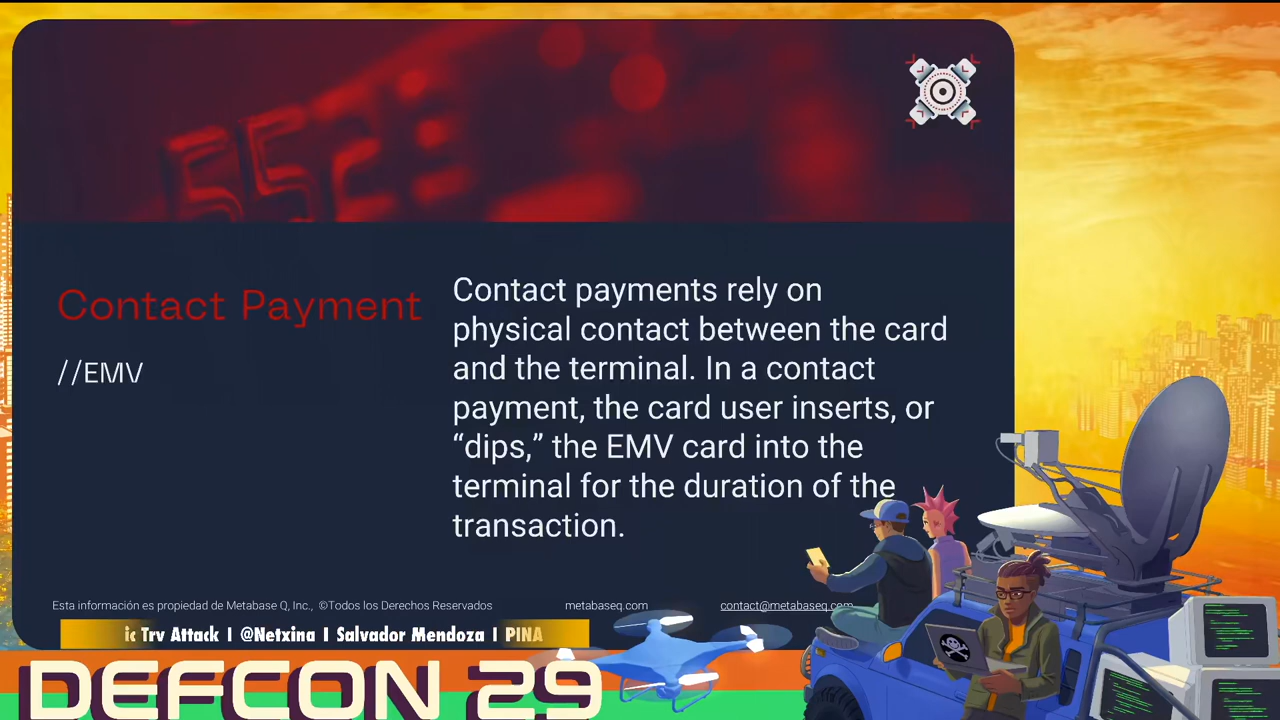 Contact Payment
//EMV
Contact payments rely on
physical contact between the card
and the terminal. In a contact
payment, the card user inserts, or
“dips,” the EMV card into the
terminal for the duration of the
transaction.
Esta información es propiedad de Metabase Q, Inc., ©Todos los Derechos Reservados
metabaseq.com
contact@metabaseq.com
ic Try Attack I @Netxina I Salvador Mendoza I PINA
DEFCON 29